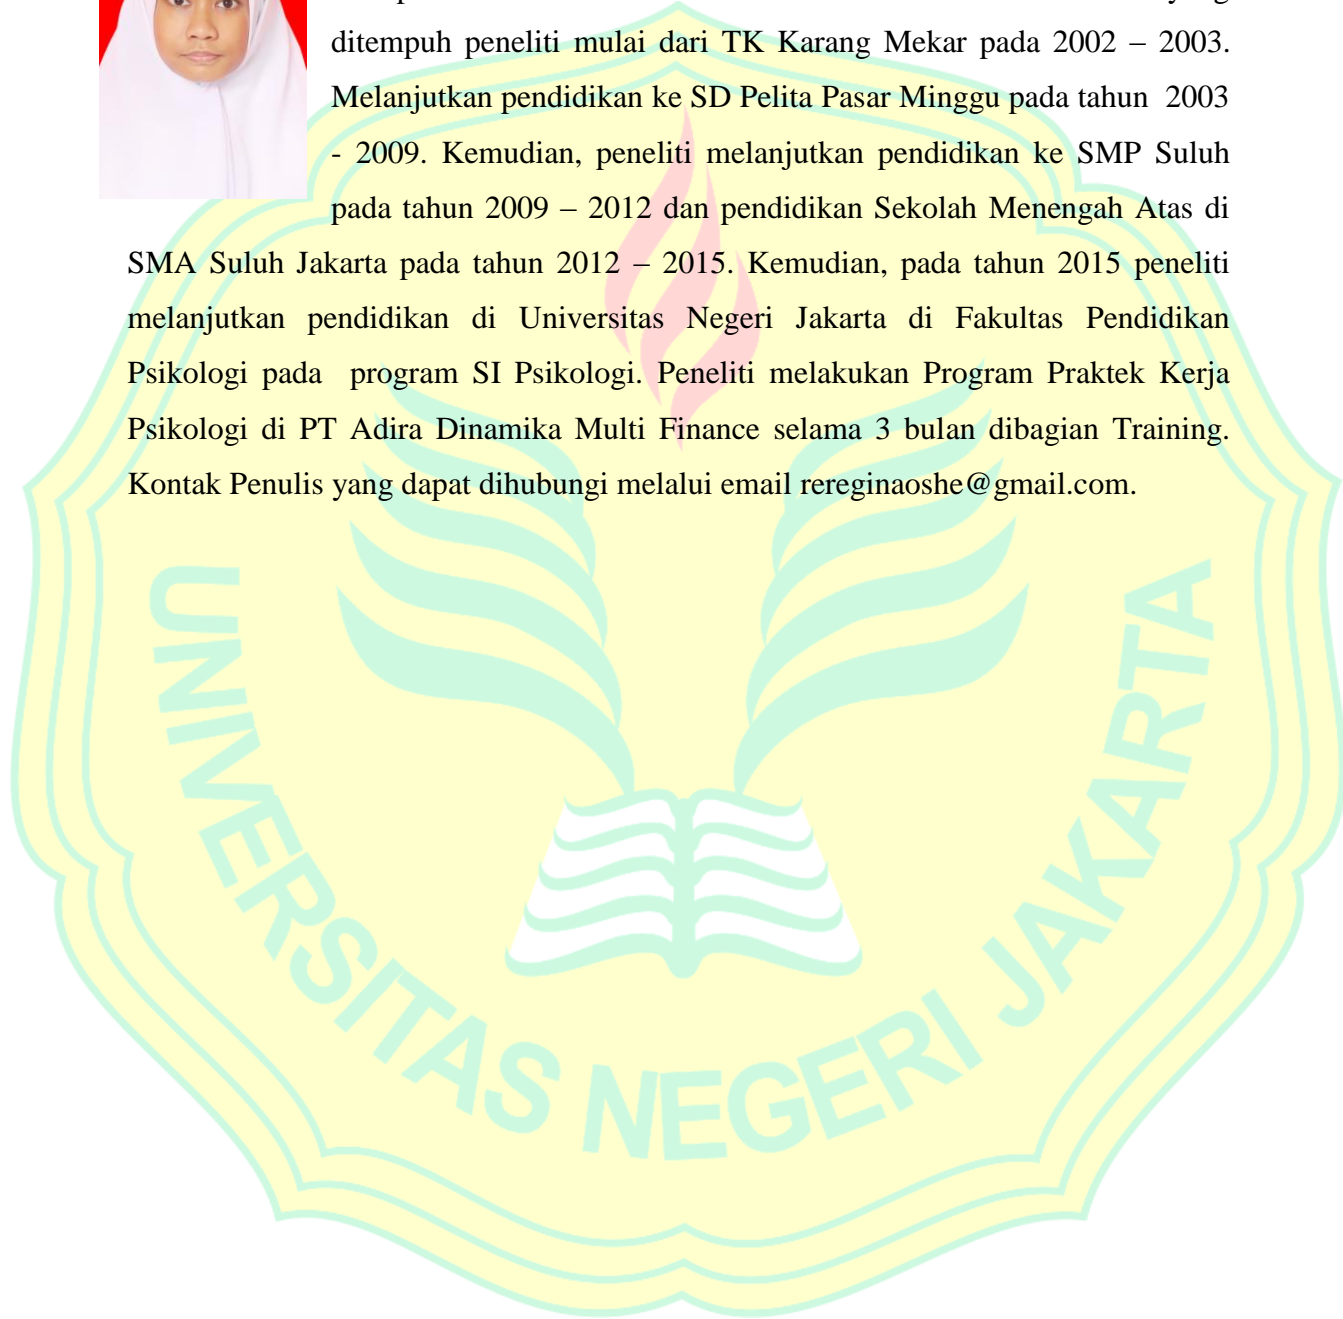 yang
ditempuh peneliti mulai dari TK Karang Mekar pada 2002 – 2003.
Melanjutkan pendidikan ke SD Pelita Pasar Minggu pada tahun 2003
- 2009. Kemudian, peneliti melanjutkan pendidikan ke SMP Suluh
pada tahun 2009 – 2012 dan pendidikan Sekolah Menengah Atas di
SMA Suluh Jakarta pada tahun 2012 – 2015. Kemudian, pada tahun 2015 peneliti
melanjutkan pendidikan di Universitas Negeri Jakarta di Fakultas Pendidikan
Psikologi pada program SI Psikologi. Peneliti melakukan Program Praktek Kerja
Psikologi di PT Adira Dinamika Multi Finance selama 3 bulan dibagian Training.
Kontak Penulis yang dapat dihubungi melalui email rereginaoshe@gmail.com.
UNIVERSITAS NEGERI JAKARTA